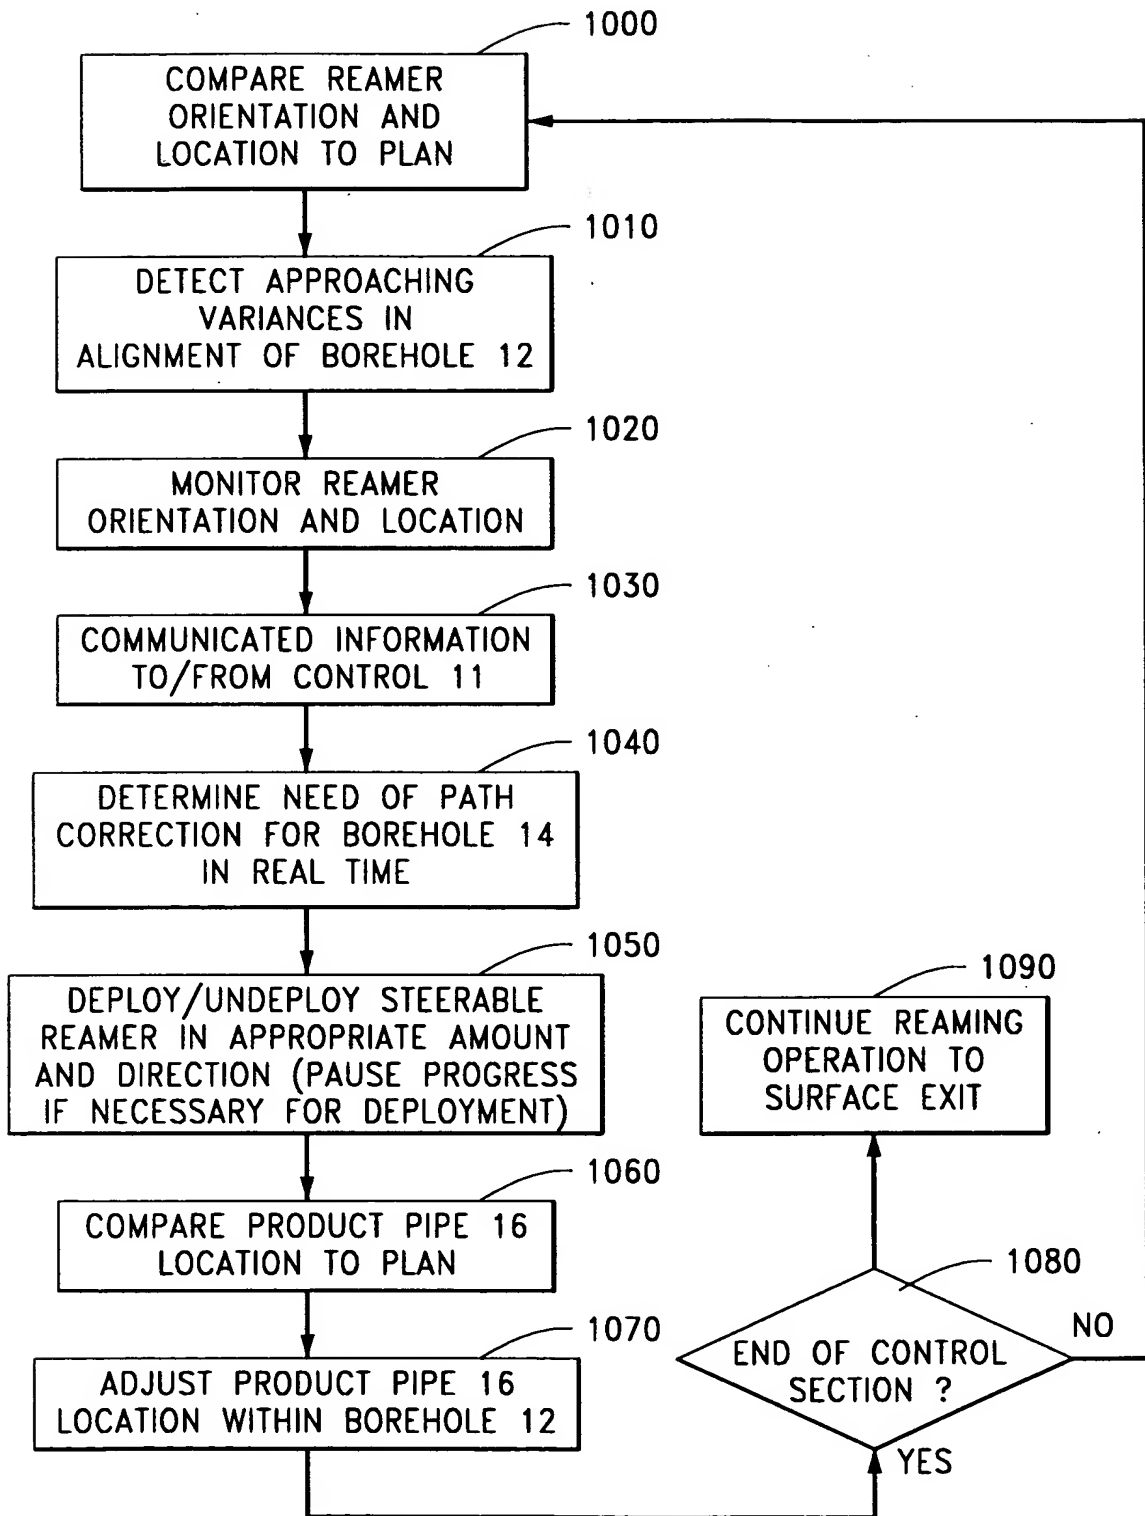 1000
COMPARE REAMER
ORIENTATION AND
LOCATION TO PLAN
1010
DETECT APPROACHING
VARIANCES IN
ALIGNMENT OF BOREHOLE 12
1020
MONITOR REAMER
ORIENTATION AND LOCATION
1030
COMMUNICATED INFORMATION
TO/FROM CONTROL 11
1040
DETERMINE NEED OF PATH
CORRECTION FOR BOREHOLE 14
IN REAL TIME
1050
DEPLOY/UNDEPLOY STEERABLE
REAMER IN APPROPRIATE AMOUNT
AND DIRECTION (PAUSE PROGRESS
IF NECESSARY FOR DEPLOYMENT)
1060
COMPARE PRODUCT PIPE 16
LOCATION TO PLAN
1070
ADJUST PRODUCT PIPE 16
LOCATION WITHIN BOREHOLE 12
1080
END OF CONTROL
SECTION ?
NO
YES
1090
CONTINUE REAMING
OPERATION TO
SURFACE EXIT